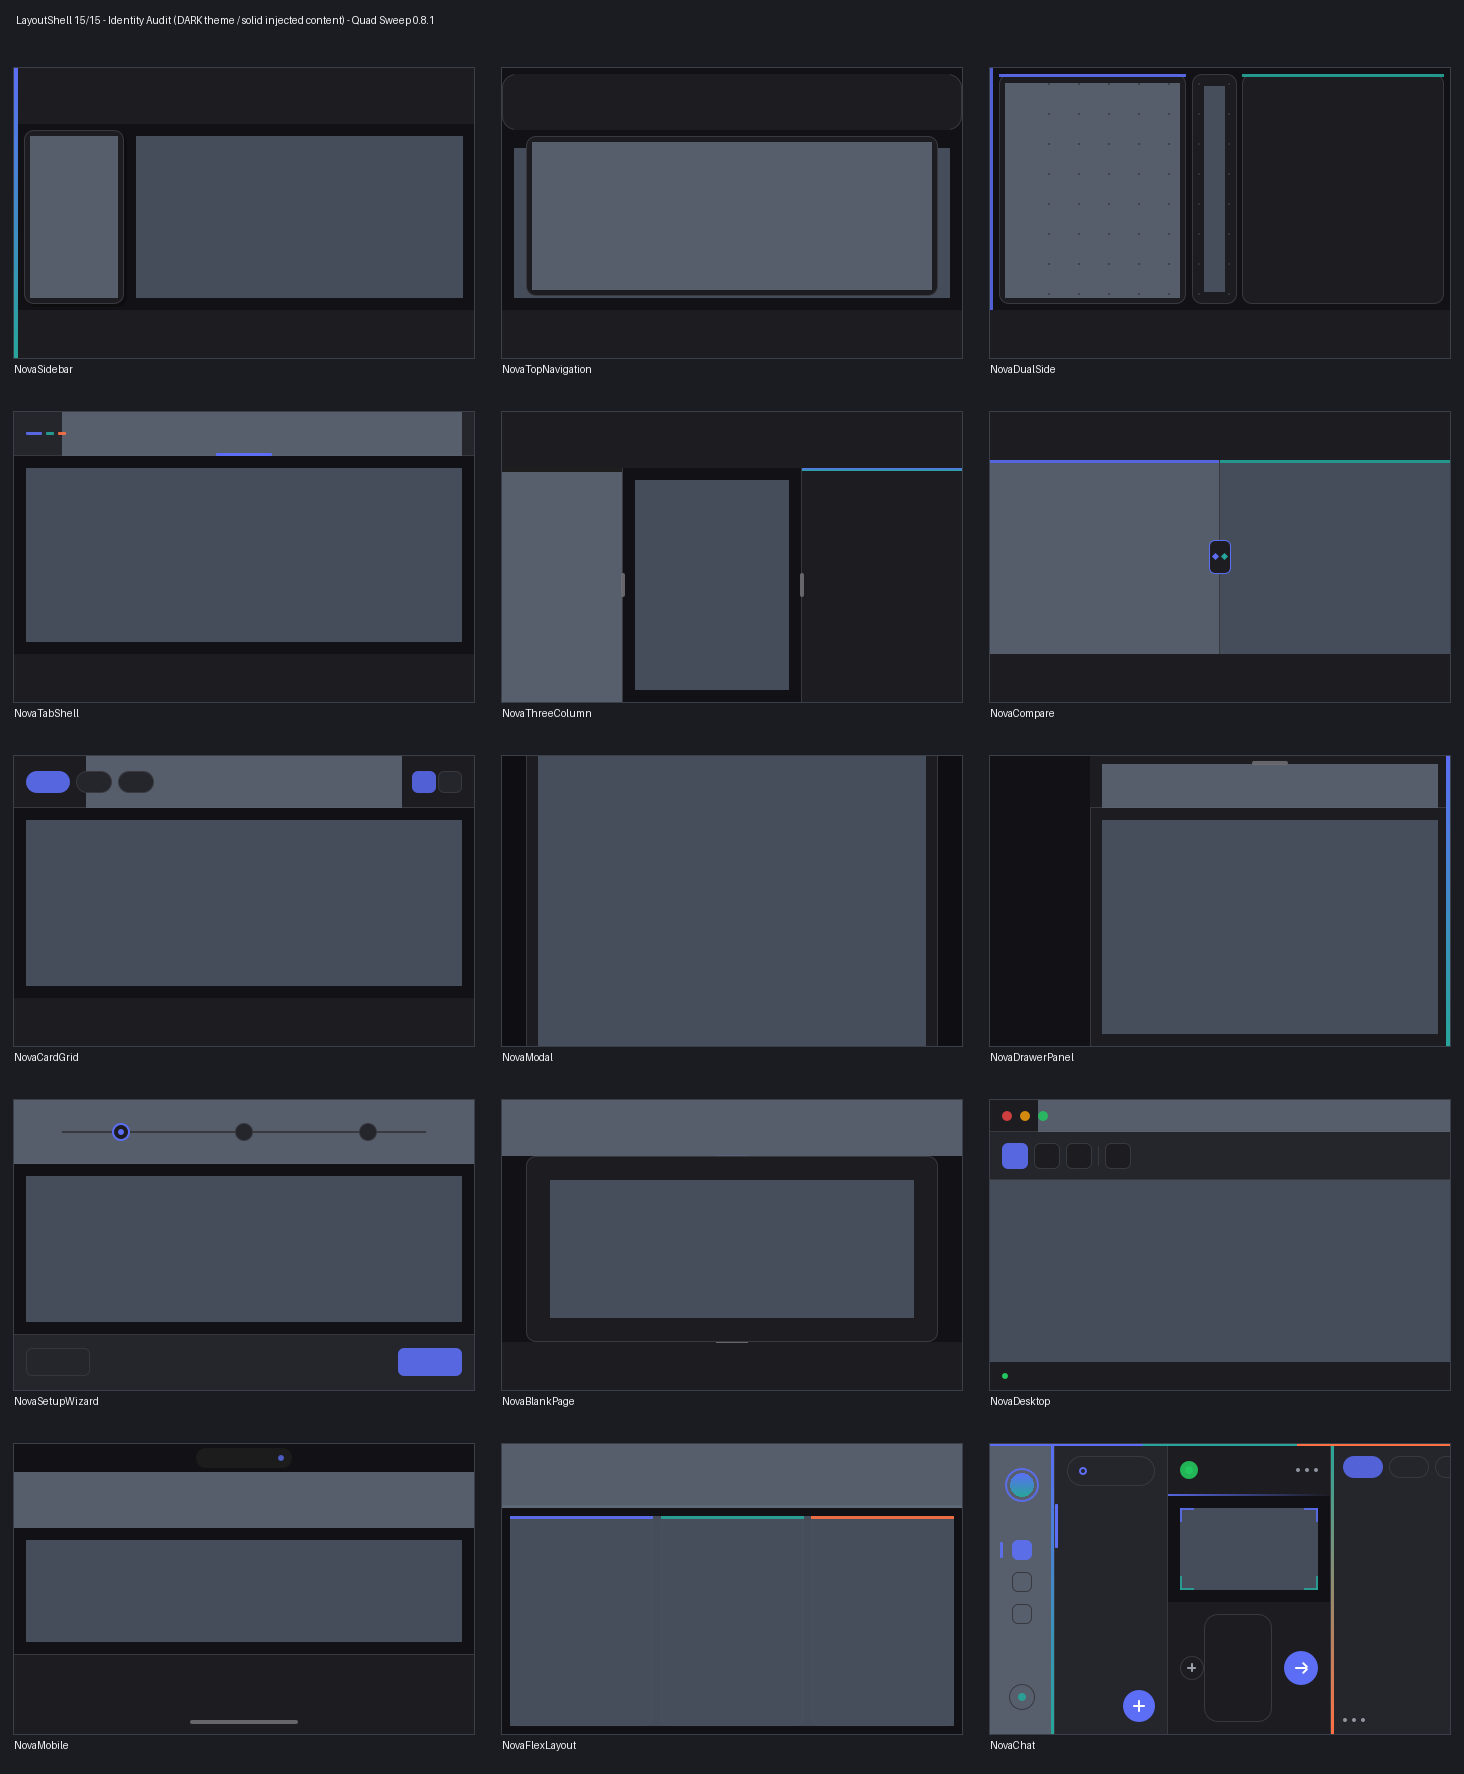 LayoutShell 15/15 - Identity Audit (DARK theme / solid injected content) - Quad Sweep 0.8.1
NovaSidebar
NovaTopNavigation
NovaDualSide
NovaTabShell
NovaThreeColumn
NovaCompare
NovaCardGrid
NovaModal
NovaDrawerPanel
NovaSetupWizard
NovaBlankPage
NovaDesktop
NovaMobile
NovaFlexLayout
NovaChat